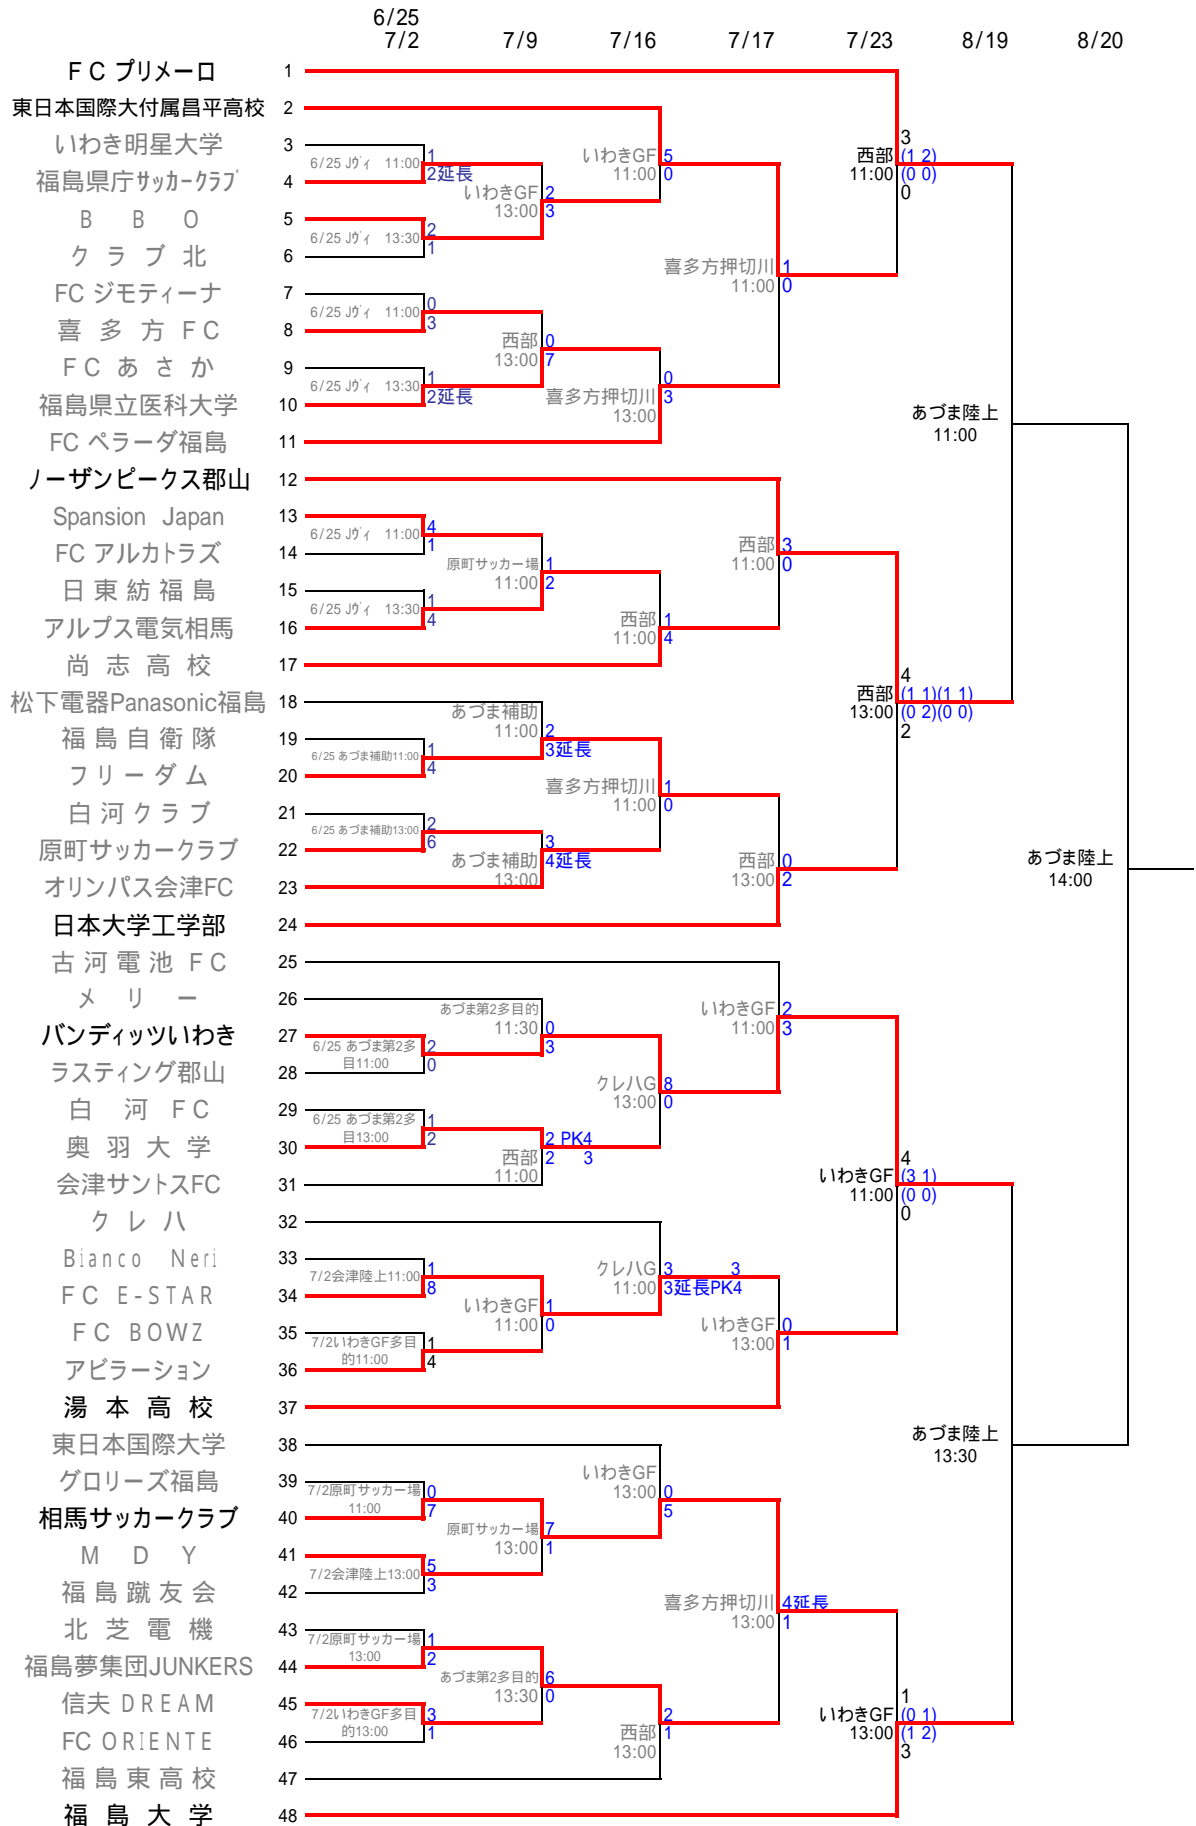 6/25
7/2 7/9 7/16 7/17 7/23 8/19 8/20
ＦＣ プリメーロ 1
東日本国際大付属昌平高校 2
いわき明星大学 3
6/25 Jヴィ 11:00 1
2延長
福島県庁サッカークラブ 4
いわきGF 2
13:00 3
Ｂ Ｂ Ｏ 5
6/25 Jヴィ 13:30 2
1
クラブ北 6
いわきGF 5
11:00 0
FC ジモティーナ 7
6/25 Jヴィ 11:00 0
3
喜多方ＦＣ 8
西部 0
13:00 7
ＦＣあさか 9
6/25 Jヴィ 13:30 1
2延長
福島県立医科大学 10
喜多方押切川 0
13:00 3
FC ペラーダ福島 11
喜多方押切川 1
11:00 0
西部 3
11:00 (1 2)
(0 0)
0
ノーザンピークス郡山 12
Spansion Japan 13
6/25 Jヴィ 11:00 4
1
FC アルカトラズ 14
原町サッカー場 1
11:00 2
日東紡福島 15
6/25 Jヴィ 13:30 1
4
アルプス電気相馬 16
西部 1
11:00 4
尚志高校 17
西部 3
11:00 0
松下電器Panasonic福島 18
あづま補助
11:00 2
3延長
福島自衛隊 19
6/25 あづま補助11:00 1
4
フリーダム 20
喜多方押切川 1
11:00 0
白河クラブ 21
6/25 あづま補助13:00 2
6
原町サッカークラブ 22
あづま補助 3
13:00 4延長
オリンパス会津FC 23
西部 0
13:00 2
日本大学工学部 24
4
西部 (1 1)(1 1)
13:00 (0 2)(0 0)
2
あづま陸上
11:00
古河電池 ＦＣ 25
メリー 26
あづま第2多目的
11:30 0
3
バンディッツいわき 27
6/25 あづま第2多 2
目11:00 0
ラスティング郡山 28
クレハG 8
13:00 0
白河 ＦＣ 29
6/25 あづま第2多 1
目13:00 2
奥羽大学 30
2 PK4
西部 2 3
11:00
会津サントスFC 31
いわきGF 2
11:00 3
クレハ 32
Bianco Neri 33
7/2会津陸上11:00 1
8
ＦＣ E-STAR 34
いわきGF 1
11:00 0
ＦＣ BOWZ 35
7/2いわきGF多目 1
的11:00 4
アビラーション 36
クレハG 3 3
11:00 3延長PK4
湯本高校 37
いわきGF 0
13:00 1
4
いわきGF (3 1)
11:00 (0 0)
0
東日本国際大学 38
グロリーズ福島 39
7/2原町サッカー場 0
11:00 7
相馬サッカークラブ 40
原町サッカー場 7
13:00 1
Ｍ Ｄ Ｙ 41
7/2会津陸上13:00 5
3
福島蹴友会 42
いわきGF
13:00 0
5
北芝電機 43
7/2原町サッカー場 1
13:00 2
福島夢集団JUNKERS 44
あづま第2多目的 6
13:30 0
信夫 DREAM 45
7/2いわきGF多目 3
的13:00 1
FC ORIENTE 46
西部 2
13:00 1
福島東高校 47
喜多方押切川 4延長
13:00 1
福島大学 48
1
いわきGF (0 1)
13:00 (1 2)
3
あづま陸上
13:30
あづま陸上
14:00